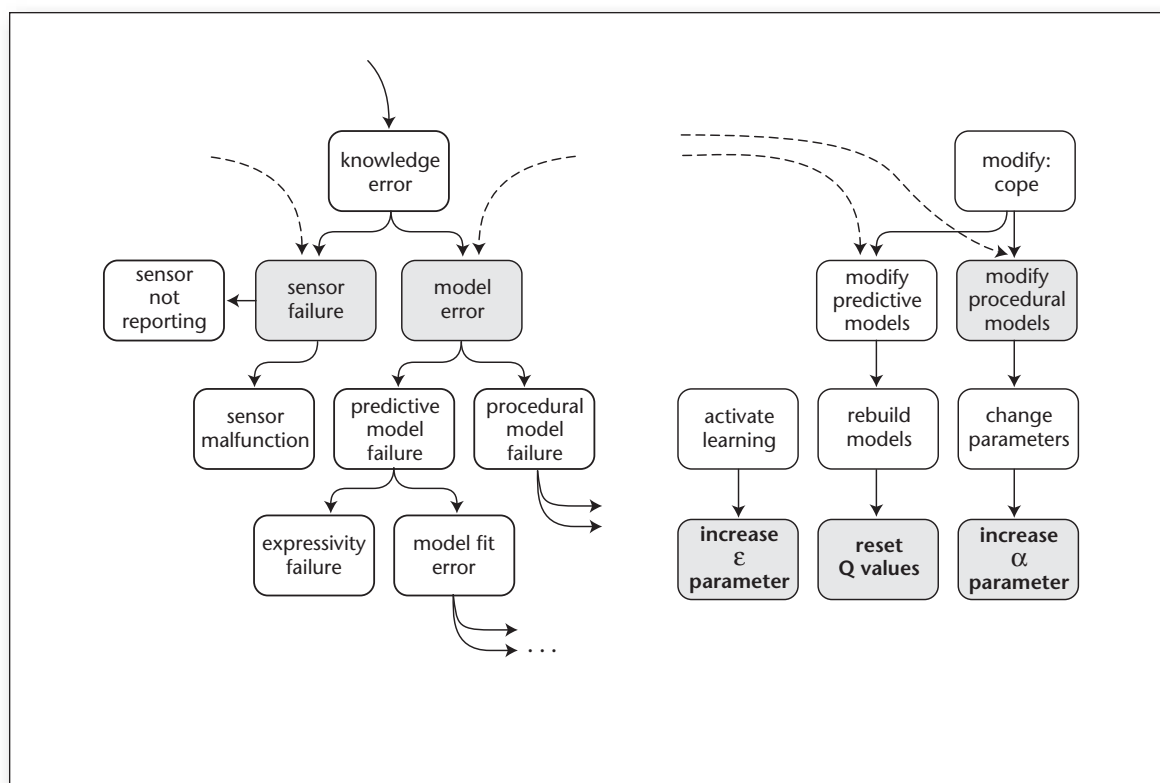 knowledge
error
modify:
cope
sensor
not
reporting
sensor
failure
model
error
modify
predictive
models
modify
procedural
models
sensor
malfunction
predictive
model
failure
procedural
model
failure
activate
learning
rebuild
models
change
parameters
expressivity
failure
model fit
error
increase
ε
parameter
reset
Q values
increase
α
parameter
...